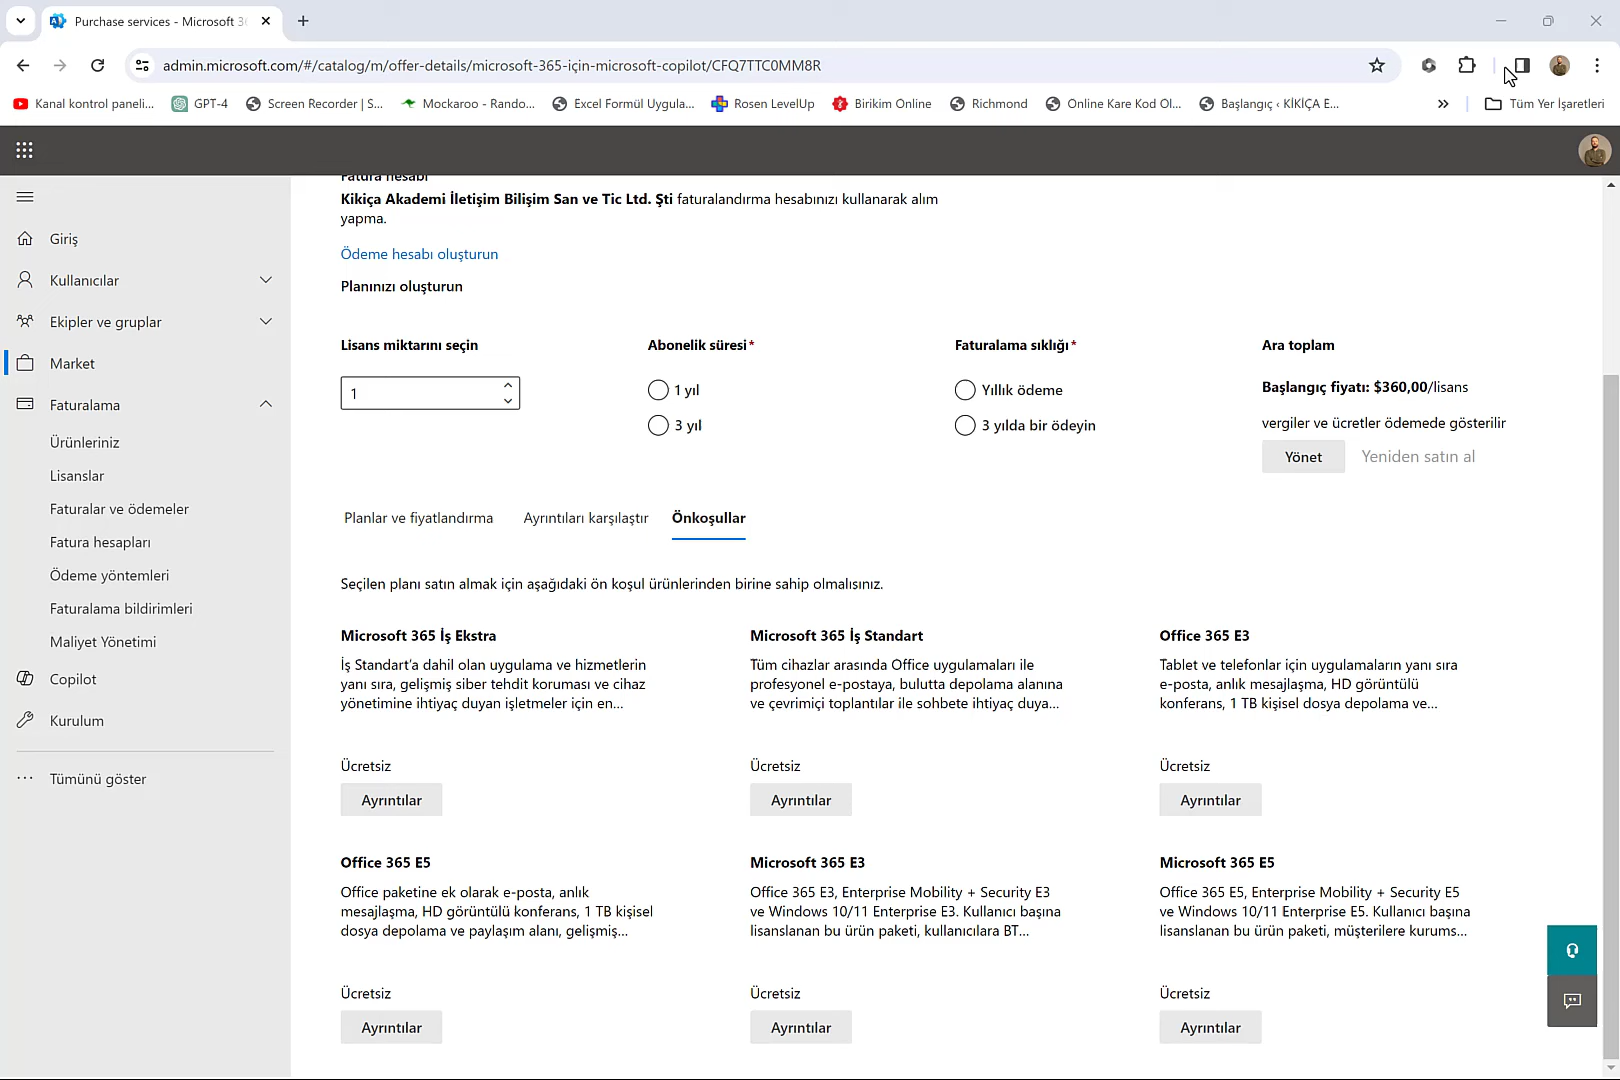 Purchase services - Microsoft 36
admin.microsoft.com/#/catalog/m/offer-details/microsoft-365-için-microsoft-copilot/CFQ7TTC0MM8R
Kanal kontrol paneli...
GPT-4
Screen Recorder | S...
Mockaroo - Rando...
Excel Formül Uygula...
Rosen LevelUp
Birikim Online
Richmond
Online Kare Kod Ol...
Başlangıç ‹ KİKİÇA E...
Tüm Yer İşaretleri
Giriş
Kullanıcılar
Ekipler ve gruplar
Market
Faturalama
Ürünleriniz
Lisanslar
Faturalar ve ödemeler
Fatura hesapları
Ödeme yöntemleri
Faturalama bildirimleri
Maliyet Yönetimi
Copilot
Kurulum
Tümünü göster
Fatura hesabı
Kikiça Akademi İletişim Bilişim San ve Tic Ltd. Şti faturalandırma hesabınızı kullanarak alım
yapma.
Ödeme hesabı oluşturun
Planınızı oluşturun
Lisans miktarını seçin
1
Abonelik süresi*
1 yıl
3 yıl
Faturalama sıklığı*
Yıllık ödeme
3 yılda bir ödeyin
Ara toplam
Başlangıç fiyatı: $360,00/lisans
vergiler ve ücretler ödemede gösterilir
Yönet
Yeniden satın al
Planlar ve fiyatlandırma
Ayrıntıları karşılaştır
Önkoşullar
Seçilen planı satın almak için aşağıdaki ön koşul ürünlerinden birine sahip olmalısınız.
Microsoft 365 İş Ekstra
İş Standart'a dahil olan uygulama ve hizmetlerin
yanı sıra, gelişmiş siber tehdit koruması ve cihaz
yönetimine ihtiyaç duyan işletmeler için en...
Ücretsiz
Ayrıntılar
Microsoft 365 İş Standart
Tüm cihazlar arasında Office uygulamaları ile
profesyonel e-postaya, bulutta depolama alanına
ve çevrimiçi toplantılar ile sohbete ihtiyaç duya...
Ücretsiz
Ayrıntılar
Office 365 E3
Tablet ve telefonlar için uygulamaların yanı sıra
e-posta, anlık mesajlaşma, HD görüntülü
konferans, 1 TB kişisel dosya depolama ve...
Ücretsiz
Ayrıntılar
Office 365 E5
Office paketine ek olarak e-posta, anlık
mesajlaşma, HD görüntülü konferans, 1 TB kişisel
dosya depolama ve paylaşım alanı, gelişmiş...
Ücretsiz
Ayrıntılar
Microsoft 365 E3
Office 365 E3, Enterprise Mobility + Security E3
ve Windows 10/11 Enterprise E3. Kullanıcı başına
lisanslanan bu ürün paketi, kullanıcılara BT...
Ücretsiz
Ayrıntılar
Microsoft 365 E5
Office 365 E5, Enterprise Mobility + Security E5
ve Windows 10/11 Enterprise E5. Kullanıcı başına
lisanslanan bu ürün paketi, müşterilere kurums...
Ücretsiz
Ayrıntılar